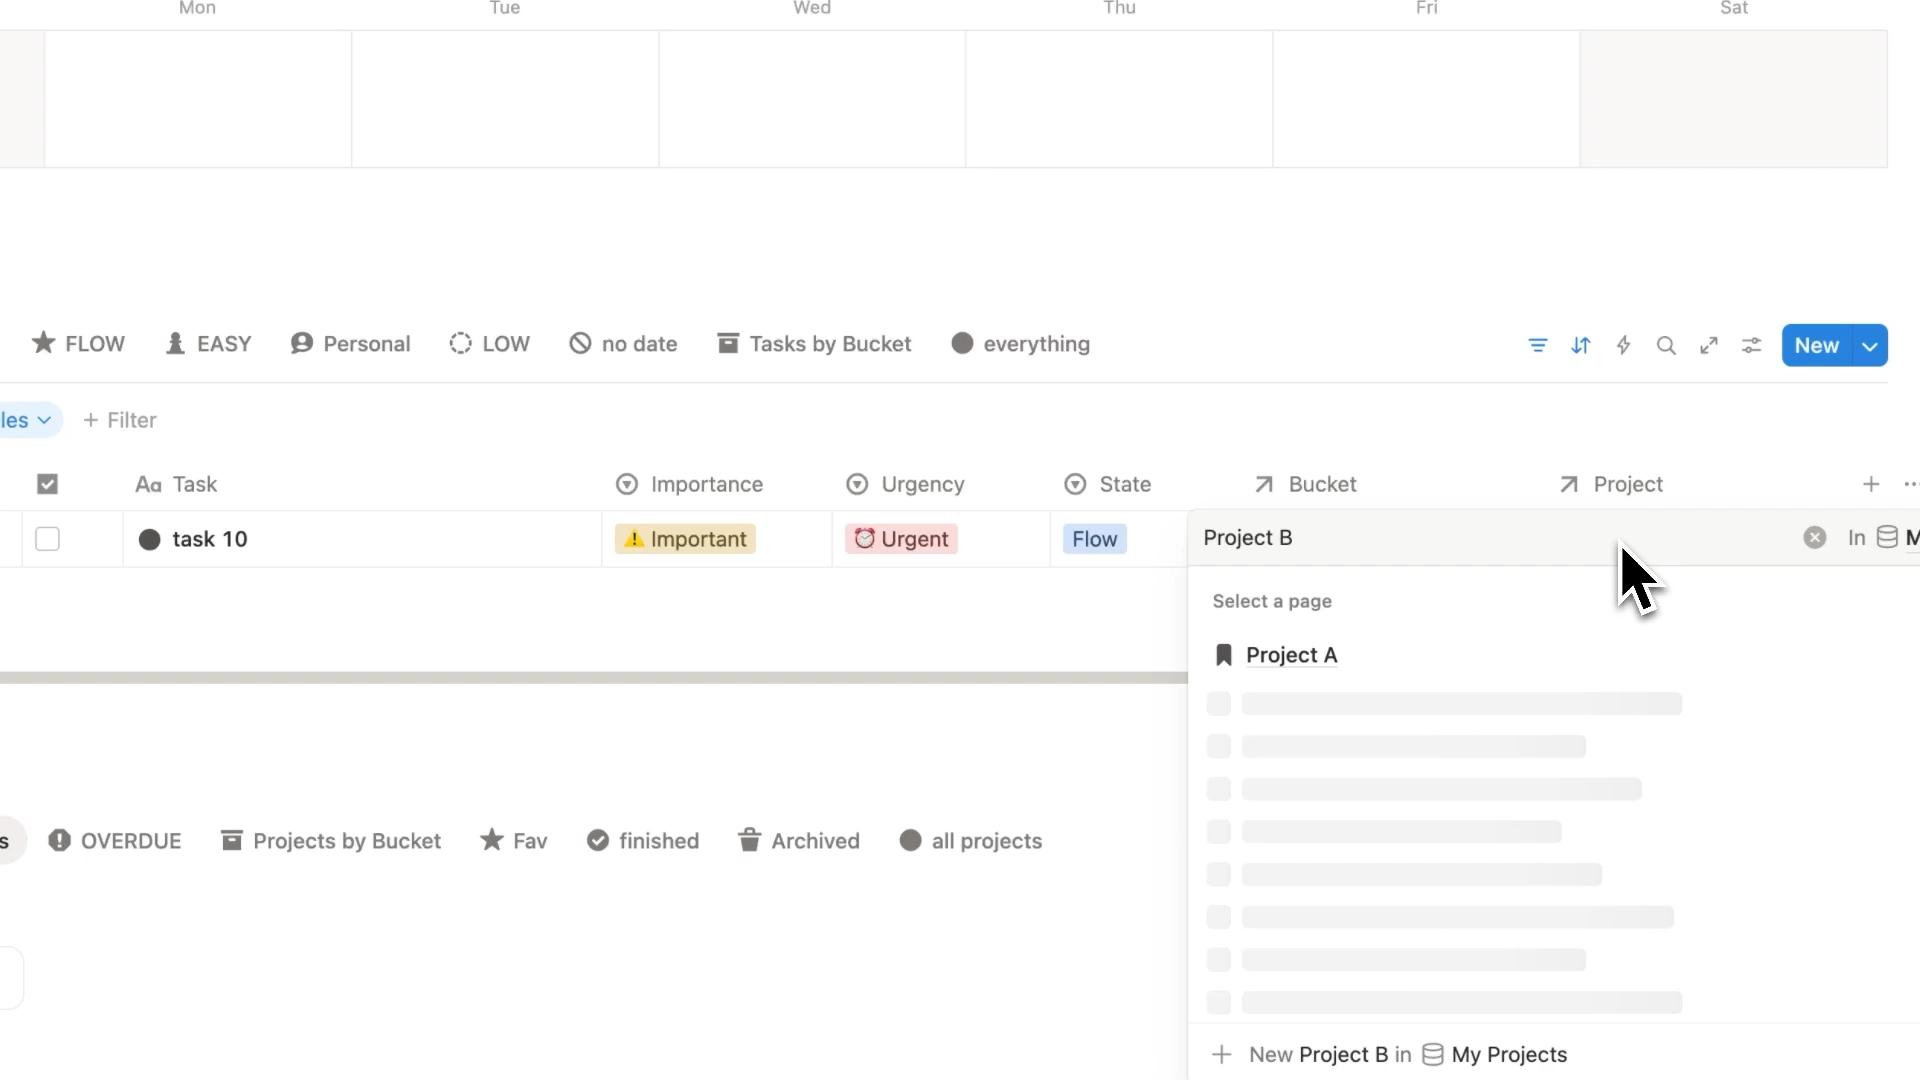 Mon Tue Wed Thu Fri Sat
FLOW EASY Personal LOW no date Tasks by Bucket everything New
les + Filter
Aa Task Importance Urgency State Bucket Project + ...
task 10 Important Urgent Flow Project B In M
Select a page
Project A
s OVERDUE Projects by Bucket Fav finished Archived all projects
+ New Project B in My Projects